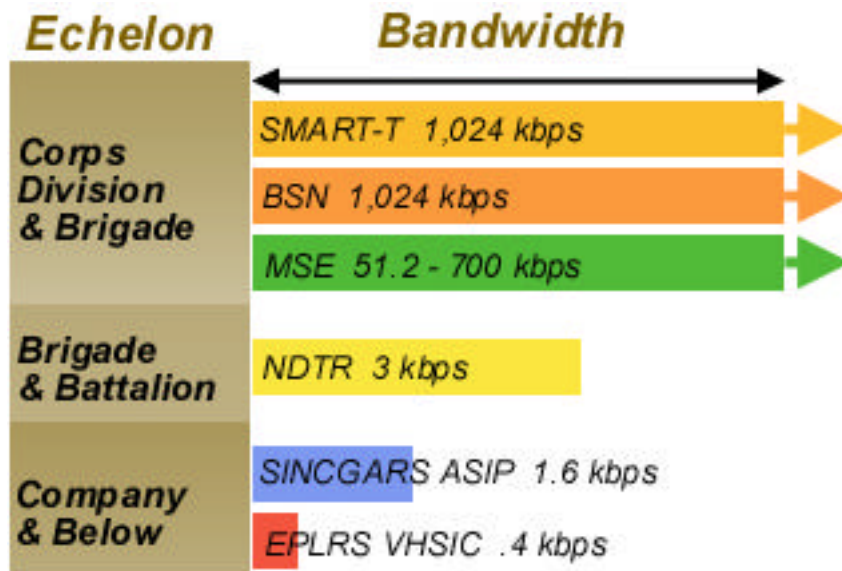 Echelon
Bandwidth
Corps
Division
& Brigade
SMART-T 1,024 kbps
BSN 1,024 kbps
MSE 51.2 - 700 kbps
Brigade
& Battalion
NDTR 3 kbps
Company
& Below
SINCGARS ASIP 1.6 kbps
EPLRS VHSIC .4 kbps